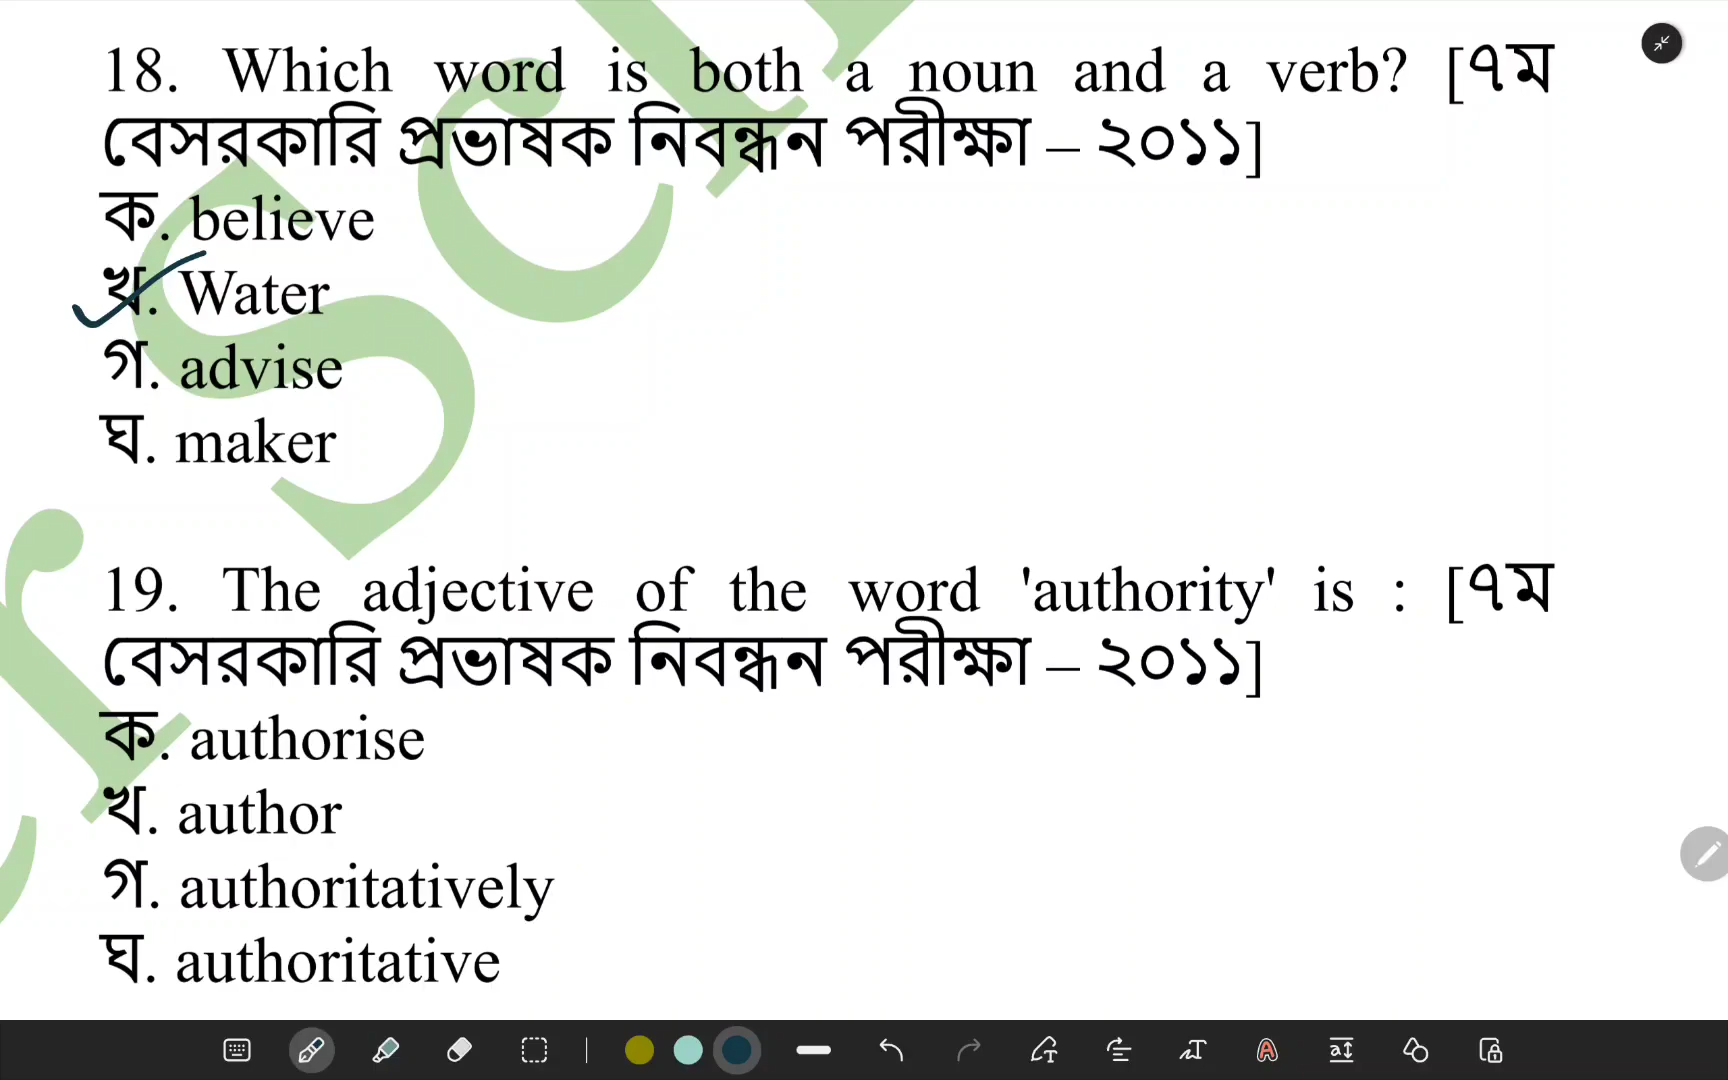 18. Which word is both a noun and a verb? [৭ম
বেসরকারি প্রভাষক নিবন্ধন পরীক্ষা – ২০১১]
ক. believe
খ. Water
গ. advise
ঘ. maker
19. The adjective of the word 'authority' is : [৭ম
বেসরকারি প্রভাষক নিবন্ধন পরীক্ষা – ২০১১]
ক. authorise
খ. author
গ. authoritatively
ঘ. authoritative